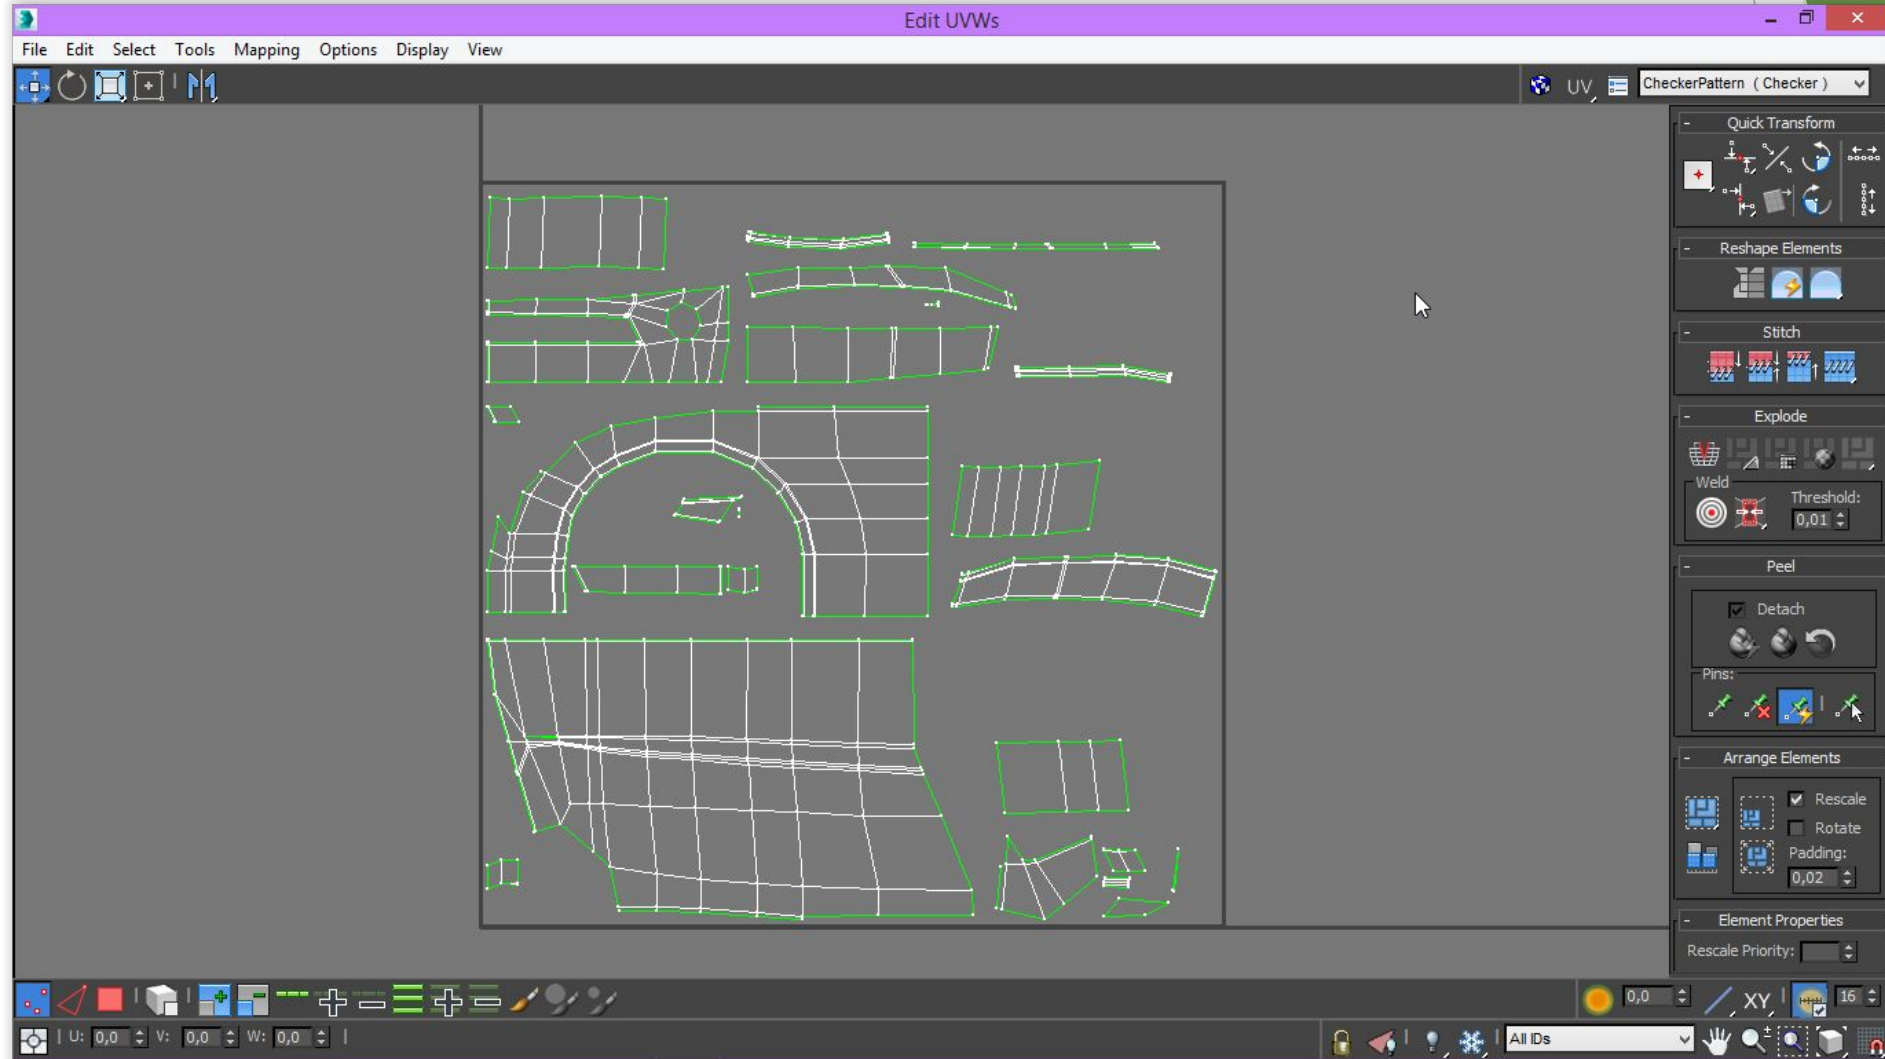 Edit UVWs
File Edit Select Tools Mapping Options Display View
UV CheckerPattern ( Checker )
Quick Transform
Reshape Elements
Stitch
Explode
Weld
Threshold:
0,01
Peel
Detach
Pins:
Arrange Elements
Rescale
Rotate
Padding:
0,02
Element Properties
Rescale Priority:
0,0 XY 16
U: 0,0 V: 0,0 W: 0,0 All IDs